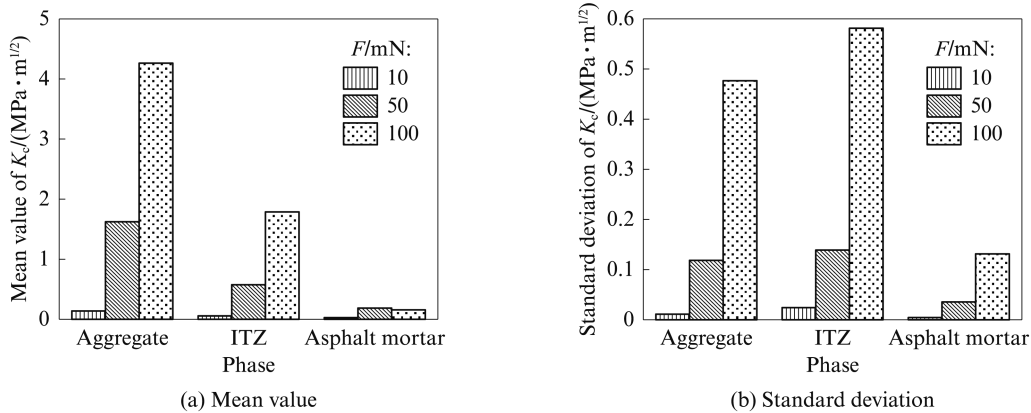 Mean value of Kc/(MPa·m1/2)
5
4
3
2
1
0
F/mN:
10
50
100
Aggregate ITZ Asphalt mortar
Phase
(a) Mean value
Standard deviation of Kc/(MPa·m1/2)
0.6
0.5
0.4
0.3
0.2
0.1
0
F/mN:
10
50
100
Aggregate ITZ Asphalt mortar
Phase
(b) Standard deviation